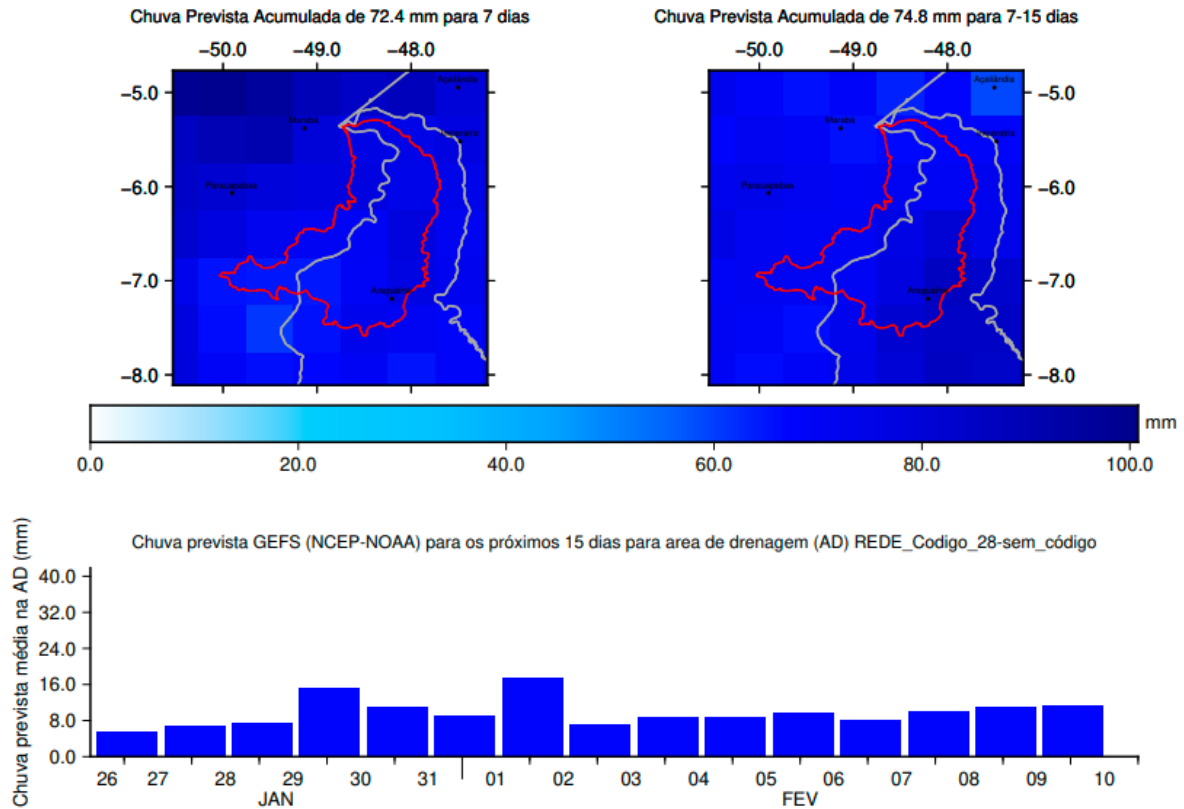 Chuva Prevista Acumulada de 72.4 mm para 7 dias
Chuva Prevista Acumulada de 74.8 mm para 7-15 dias
−50.0 −49.0 −48.0
−50.0 −49.0 −48.0
−5.0
−6.0
−7.0
−8.0
Marabá
Araguaína
Açailândia
Marabá
Araguaína
−5.0
−6.0
−7.0
−8.0
mm
0.0 20.0 40.0 60.0 80.0 100.0
Chuva prevista GEFS (NCEP-NOAA) para os próximos 15 dias para area de drenagem (AD) REDE_Codigo_28-sem_código
Chuva prevista média na AD (mm)
40.0
32.0
24.0
16.0
8.0
0.0
26 27 28 29 30 31 01 02 03 04 05 06 07 08 09 10
JAN FEV